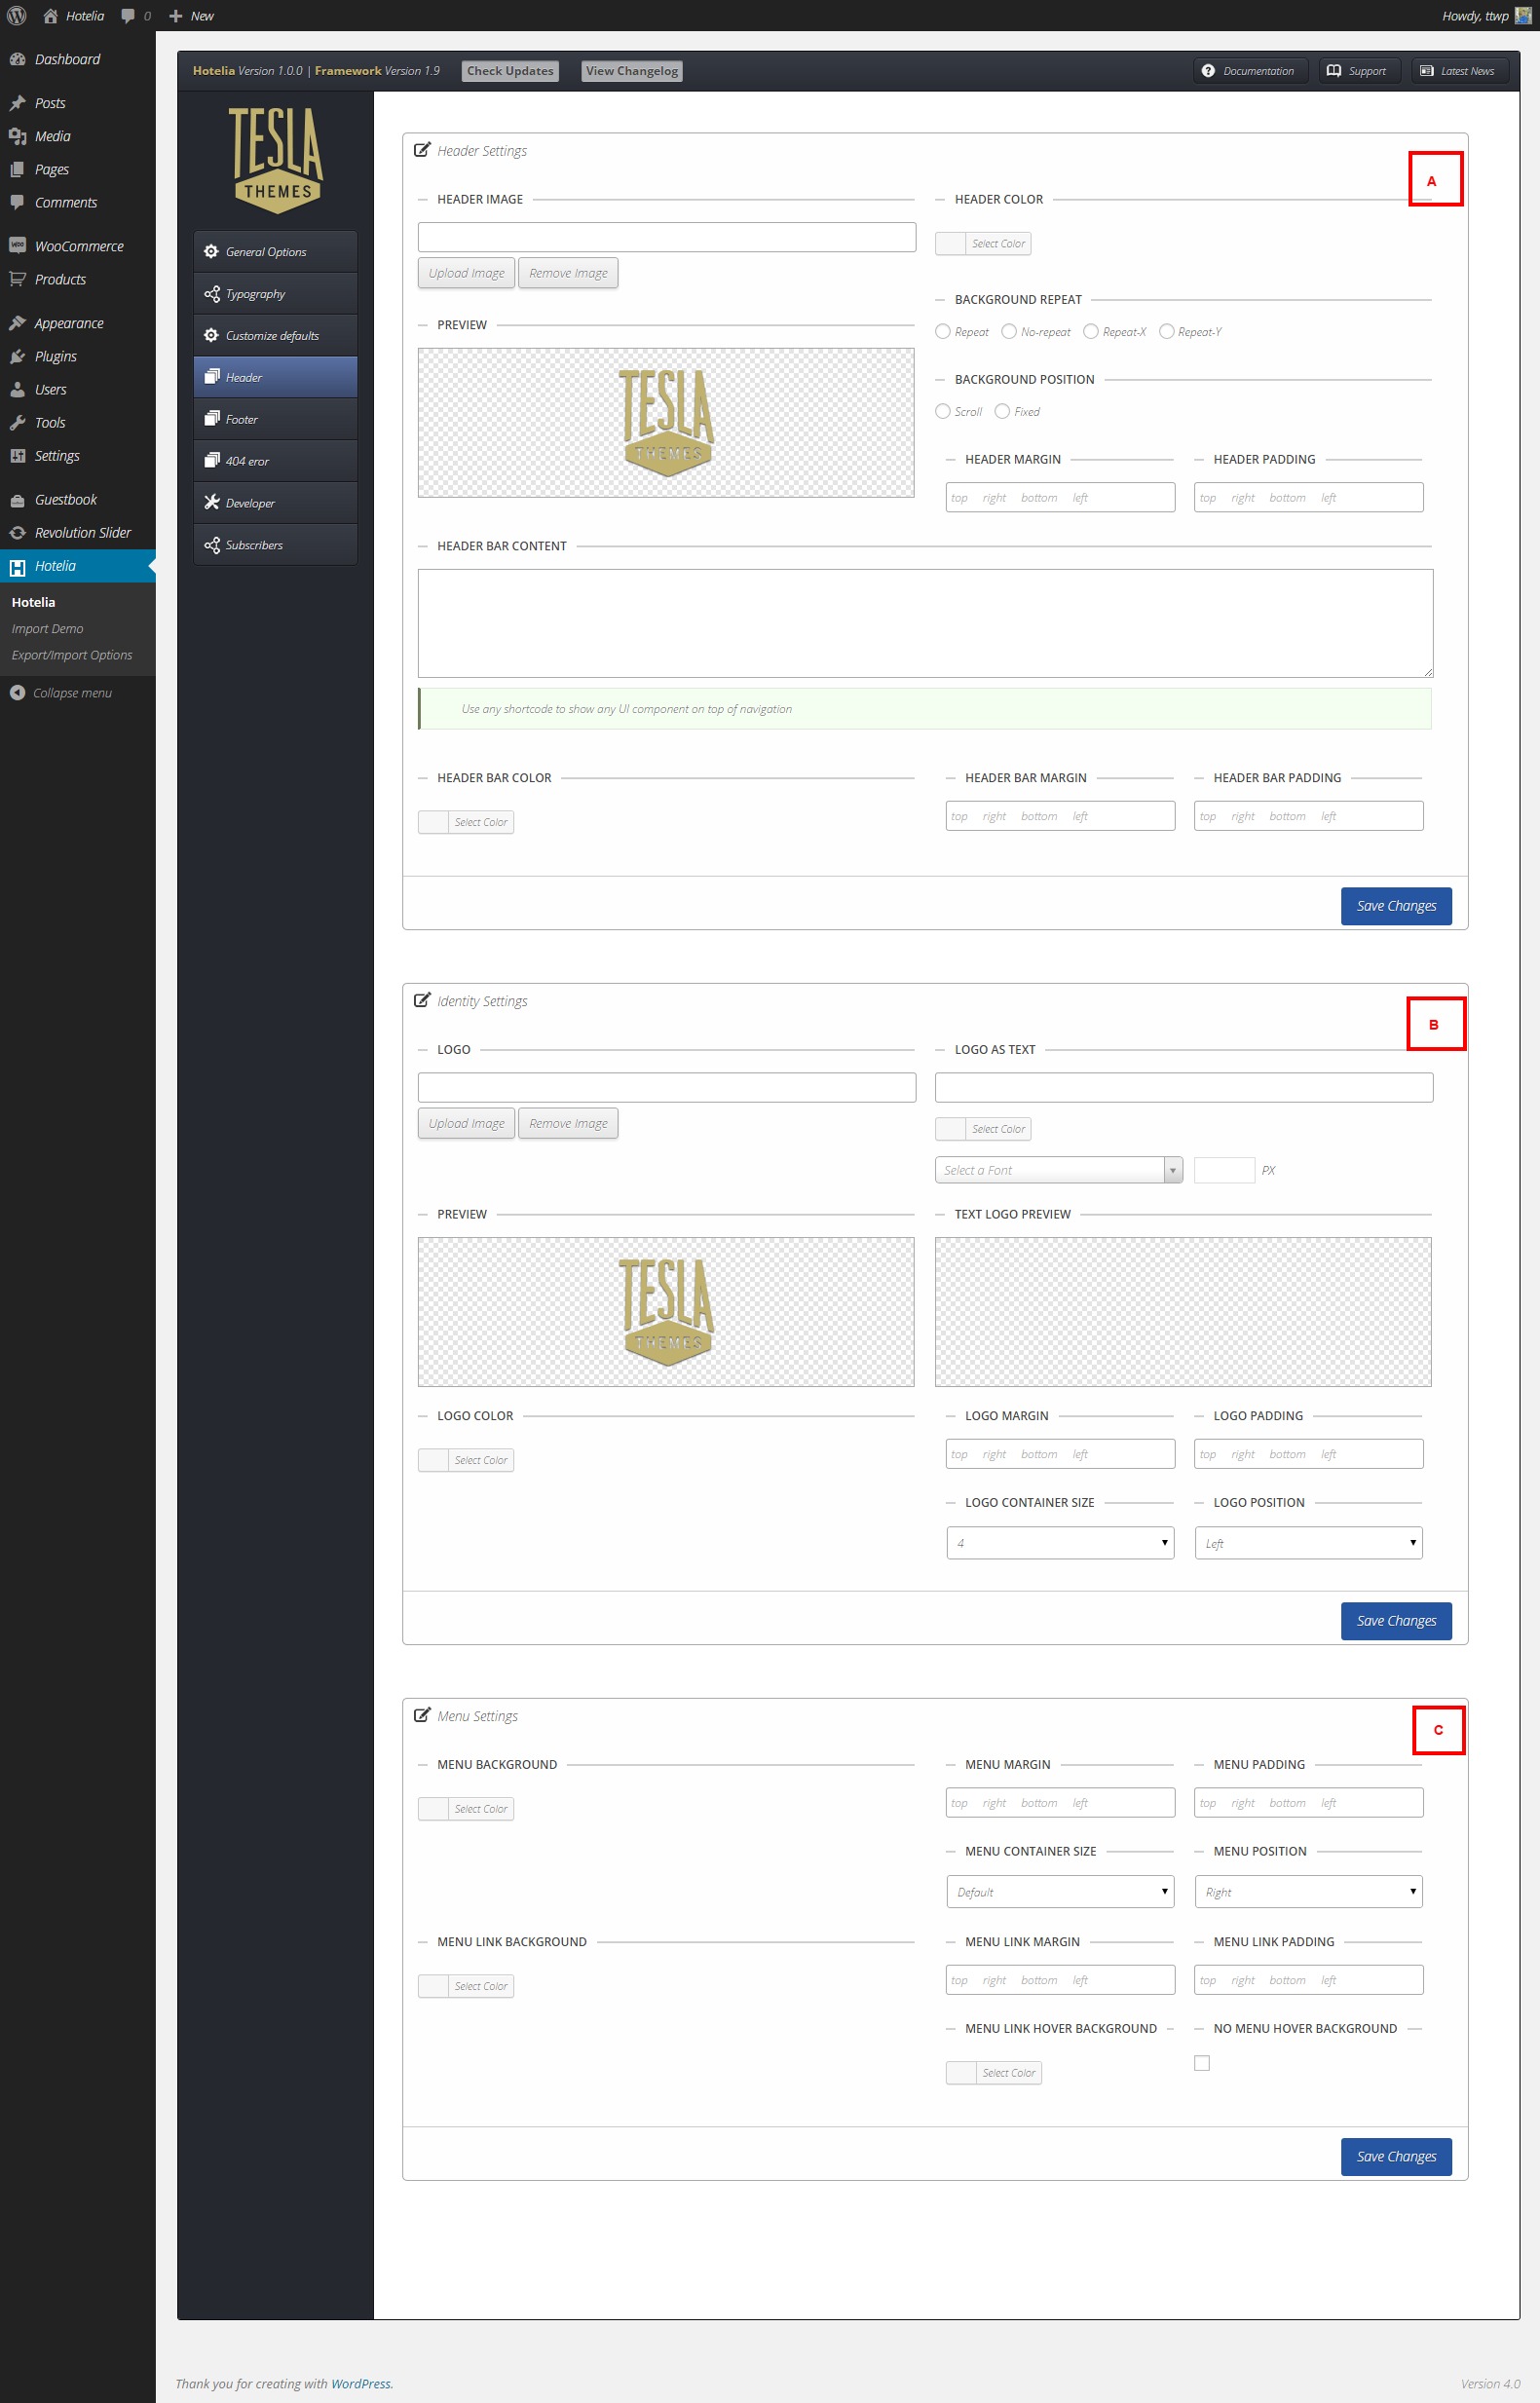 Hotelia 0 New Howdy, ttwp
Dashboard
Posts
Media
Pages
Comments
WooCommerce
Products
Appearance
Plugins
Users
Tools
Settings
Guestbook
Revolution Slider
Hotelia
Hotelia
Import Demo
Export/Import Options
Collapse menu
Hotelia Version 1.0.0 | Framework Version 1.9 Check Updates View Changelog Documentation Support Latest News
TESLA
THEMES
General Options
Typography
Customize defaults
Header
Footer
404 eror
Developer
Subscribers
Header Settings
A
HEADER IMAGE HEADER COLOR
Select Color
Upload Image Remove Image
BACKGROUND REPEAT
PREVIEW
Repeat No-repeat Repeat-X Repeat-Y
TESLA
THEMES
BACKGROUND POSITION
Scroll Fixed
HEADER MARGIN HEADER PADDING
top right bottom left top right bottom left
HEADER BAR CONTENT
Use any shortcode to show any UI component on top of navigation
HEADER BAR COLOR HEADER BAR MARGIN HEADER BAR PADDING
Select Color top right bottom left top right bottom left
Save Changes
Identity Settings
B
LOGO LOGO AS TEXT
Upload Image Remove Image Select Color
Select a Font PX
PREVIEW TEXT LOGO PREVIEW
TESLA
THEMES
LOGO COLOR LOGO MARGIN LOGO PADDING
Select Color top right bottom left top right bottom left
LOGO CONTAINER SIZE LOGO POSITION
4 Left
Save Changes
Menu Settings
C
MENU BACKGROUND MENU MARGIN MENU PADDING
Select Color top right bottom left top right bottom left
MENU CONTAINER SIZE MENU POSITION
Default Right
MENU LINK BACKGROUND MENU LINK MARGIN MENU LINK PADDING
Select Color top right bottom left top right bottom left
MENU LINK HOVER BACKGROUND NO MENU HOVER BACKGROUND
Select Color
Save Changes
Thank you for creating with WordPress. Version 4.0